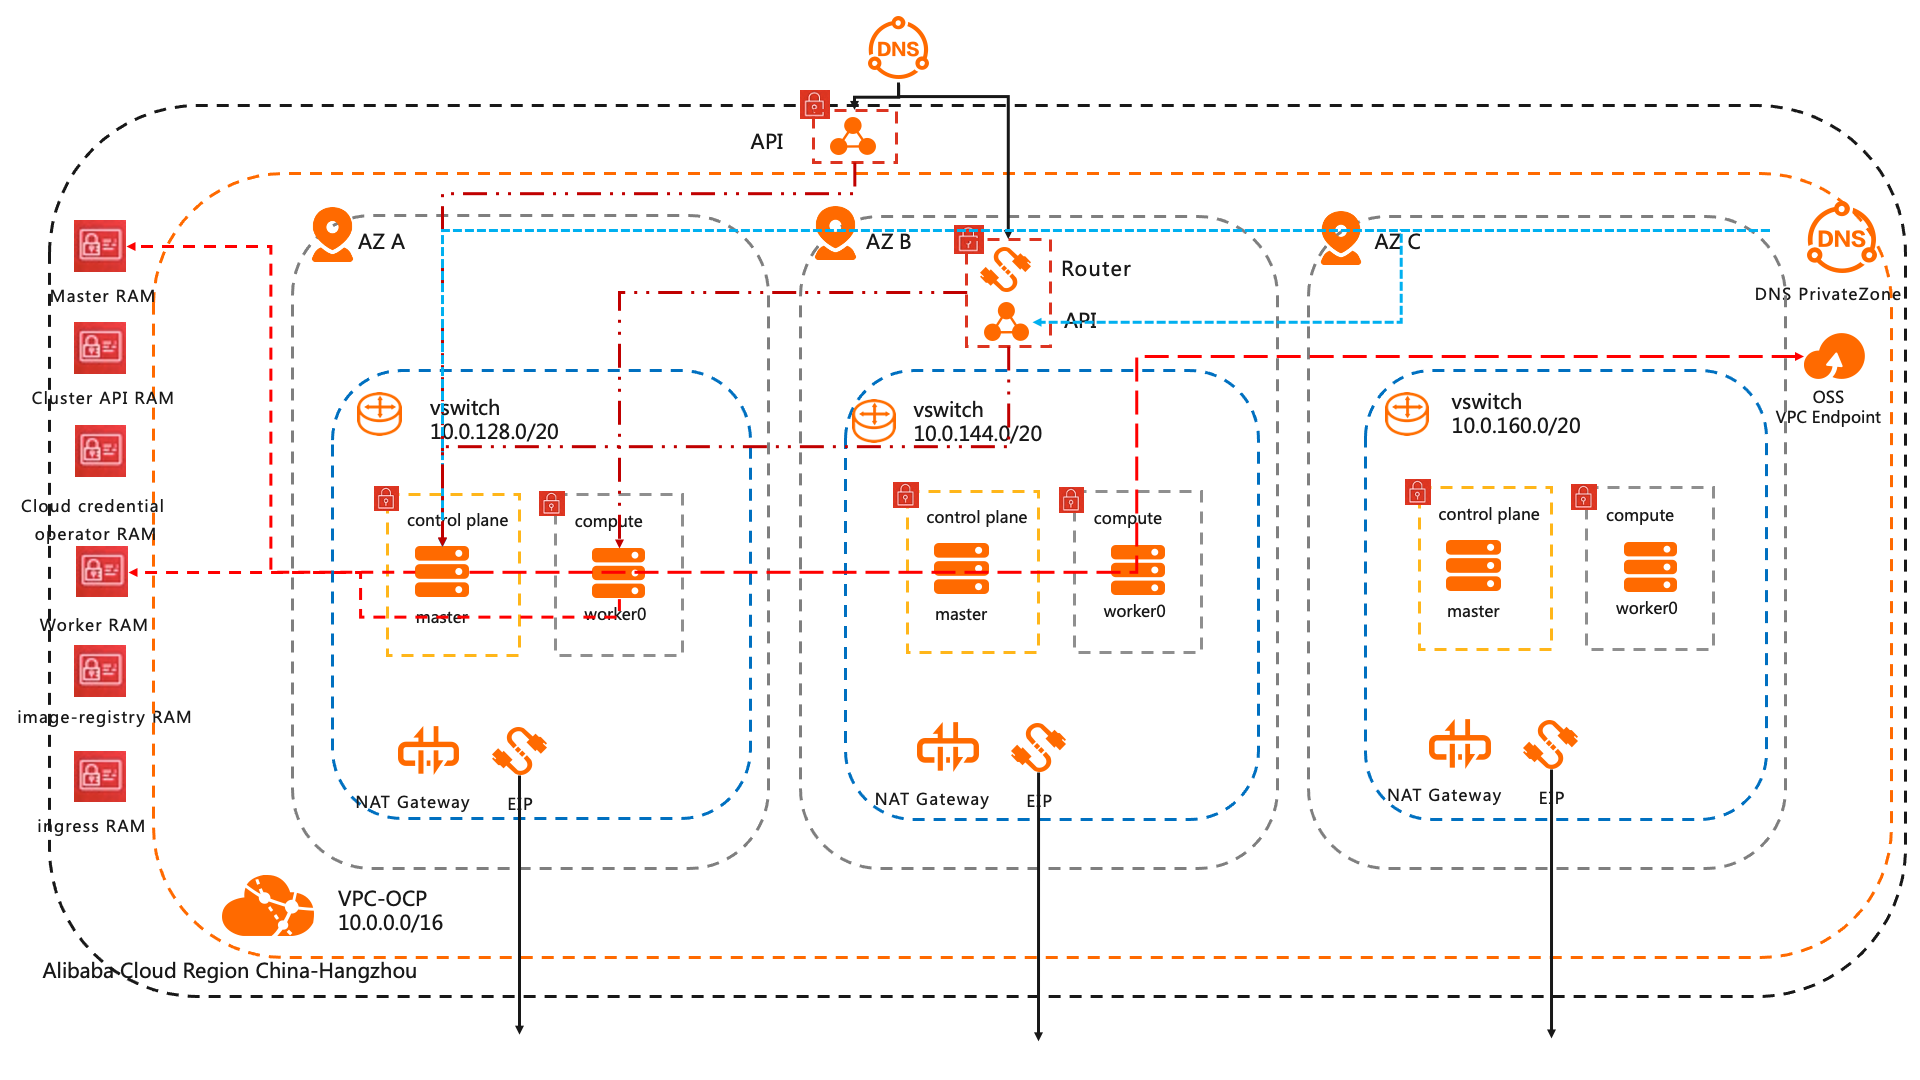 DNS
API
AZ A
AZ B
AZ C
DNS
Router
API
DNS PrivateZone
Master RAM
Cluster API RAM
Cloud credential
operator RAM
Worker RAM
image-registry RAM
ingress RAM
OSS
VPC Endpoint
vswitch
10.0.128.0/20
vswitch
10.0.144.0/20
vswitch
10.0.160.0/20
control plane
compute
master
worker0
control plane
compute
master
worker0
control plane
compute
master
worker0
NAT Gateway
EIP
NAT Gateway
EIP
NAT Gateway
EIP
VPC-OCP
10.0.0.0/16
Alibaba Cloud Region China-Hangzhou